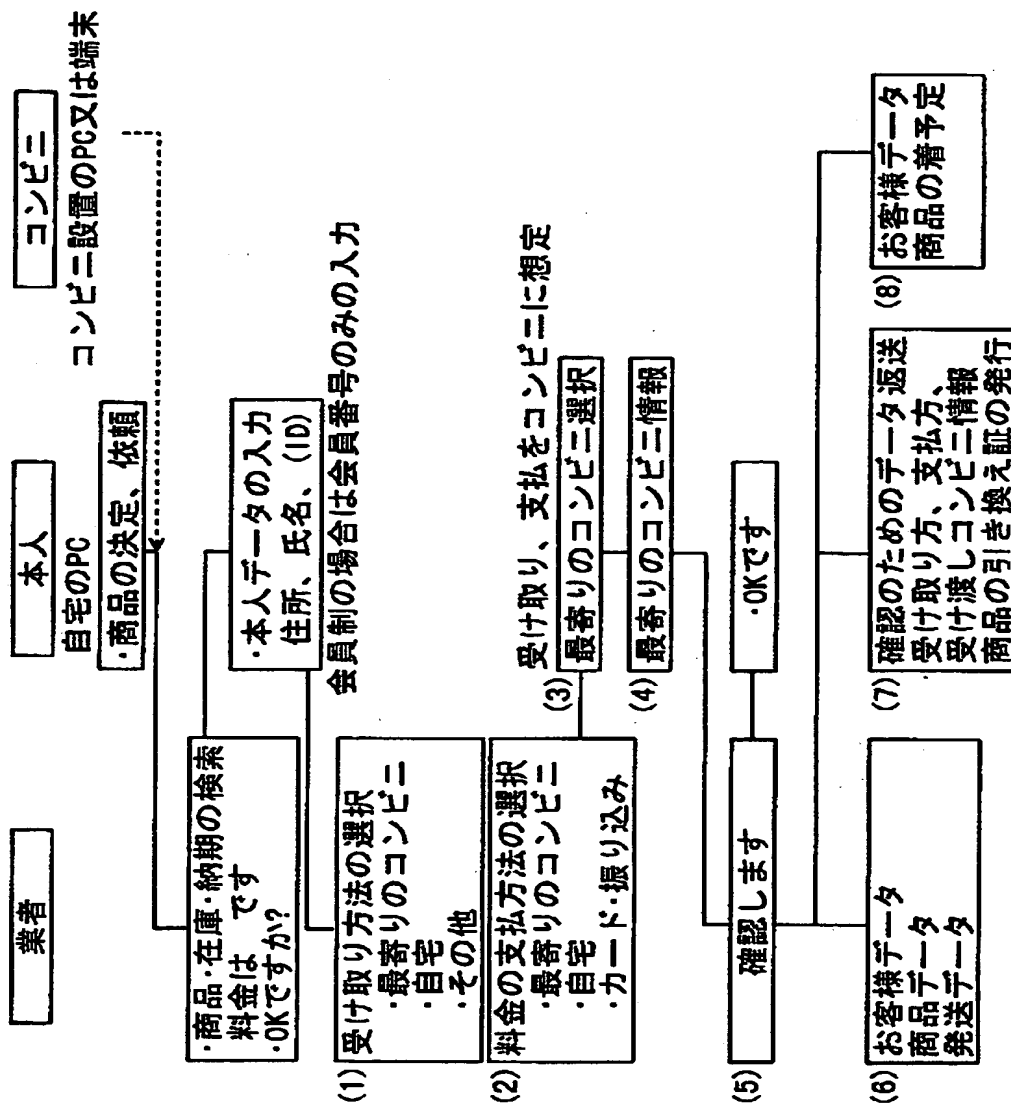 業者
本人
コンビニ
自宅のPC
コンビニ設置のPC又は端末
・商品の決定、依頼
・商品・在庫・納期の検索
料金は です
・OKですか?
・本人データの入力
住所、氏名、(ID)
会員制の場合は会員番号のみの入力
(1)
受け取り方法の選択
・最寄りのコンビニ
・自宅
・その他
(2)
料金の支払方法の選択
・最寄りのコンビニ
・自宅
・カード・振り込み
受け取り、支払をコンビニに想定
(3)
最寄りのコンビニ選択
(4)
最寄りのコンビニ情報
(5)
確認します
・OKです
(6)
お客様データ
商品データ
発送データ
(7)
確認のためのデータ返送
受け取り方、支払方、
受け渡しコンビニ情報
商品の引き換え証の発行
(8)
お客様データ
商品の着予定